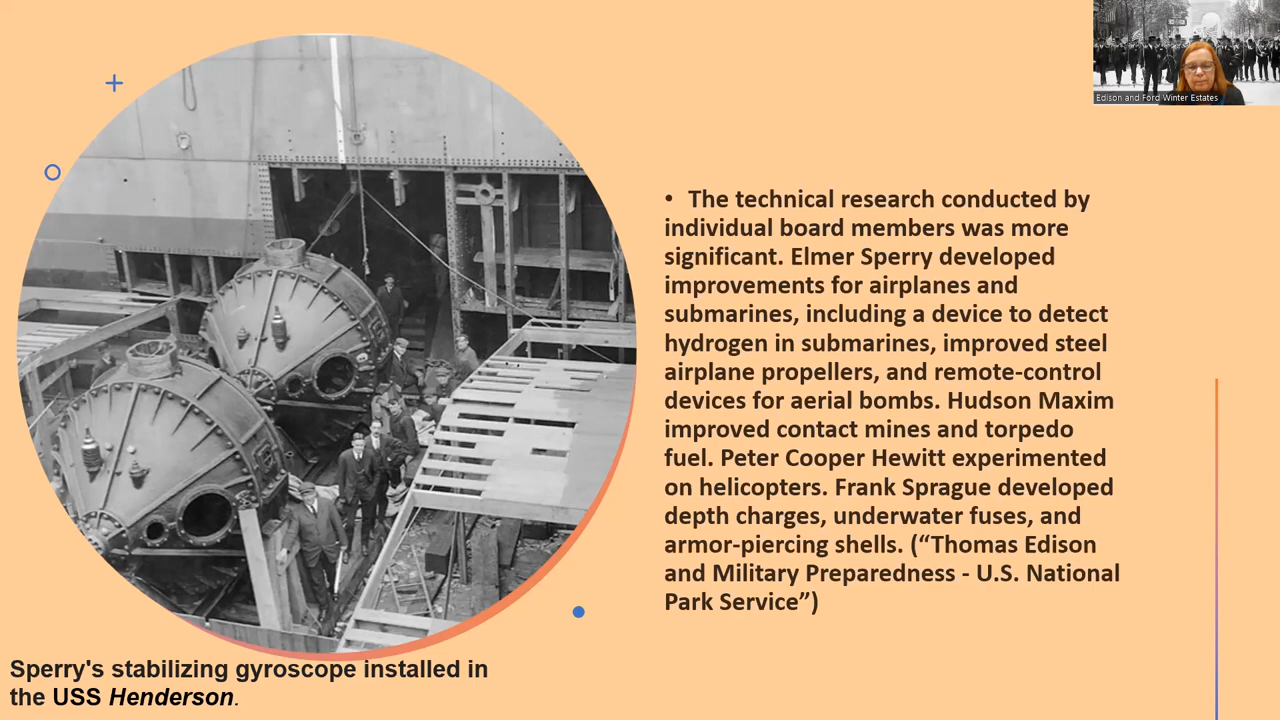 Edison and Ford Winter Estates
• The technical research conducted by
individual board members was more
significant. Elmer Sperry developed
improvements for airplanes and
submarines, including a device to detect
hydrogen in submarines, improved steel
airplane propellers, and remote-control
devices for aerial bombs. Hudson Maxim
improved contact mines and torpedo
fuel. Peter Cooper Hewitt experimented
on helicopters. Frank Sprague developed
depth charges, underwater fuses, and
armor-piercing shells. (“Thomas Edison
and Military Preparedness - U.S. National
Park Service”)
Sperry's stabilizing gyroscope installed in
the USS Henderson.